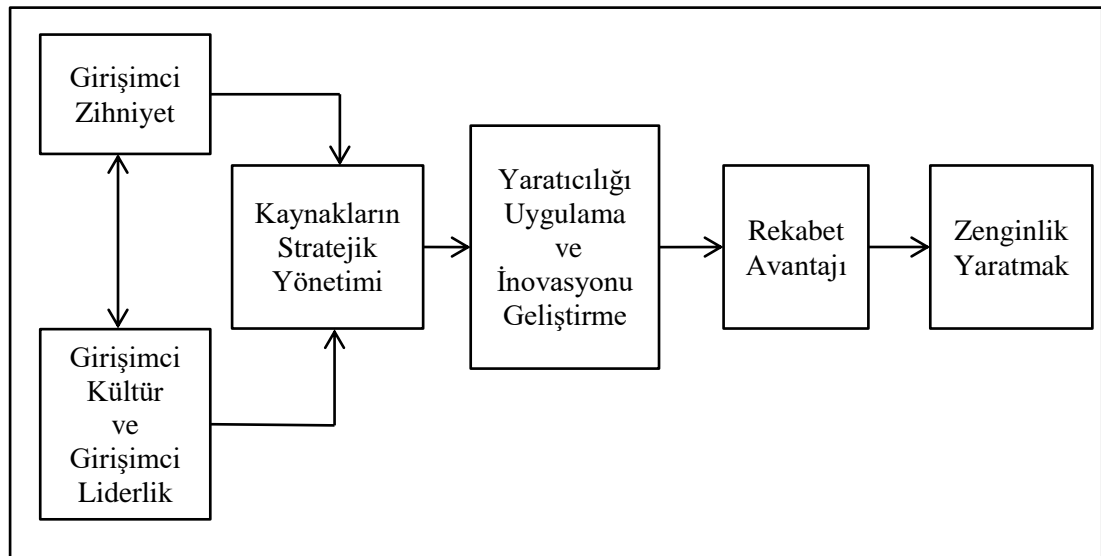 Girişimci
Zihniyet
Girişimci
Kültür
ve
Girişimci
Liderlik
Kaynakların
Stratejik
Yönetimi
Yaratıcılığı
Uygulama
ve
İnovasyonu
Geliştirme
Rekabet
Avantajı
Zenginlik
Yaratmak